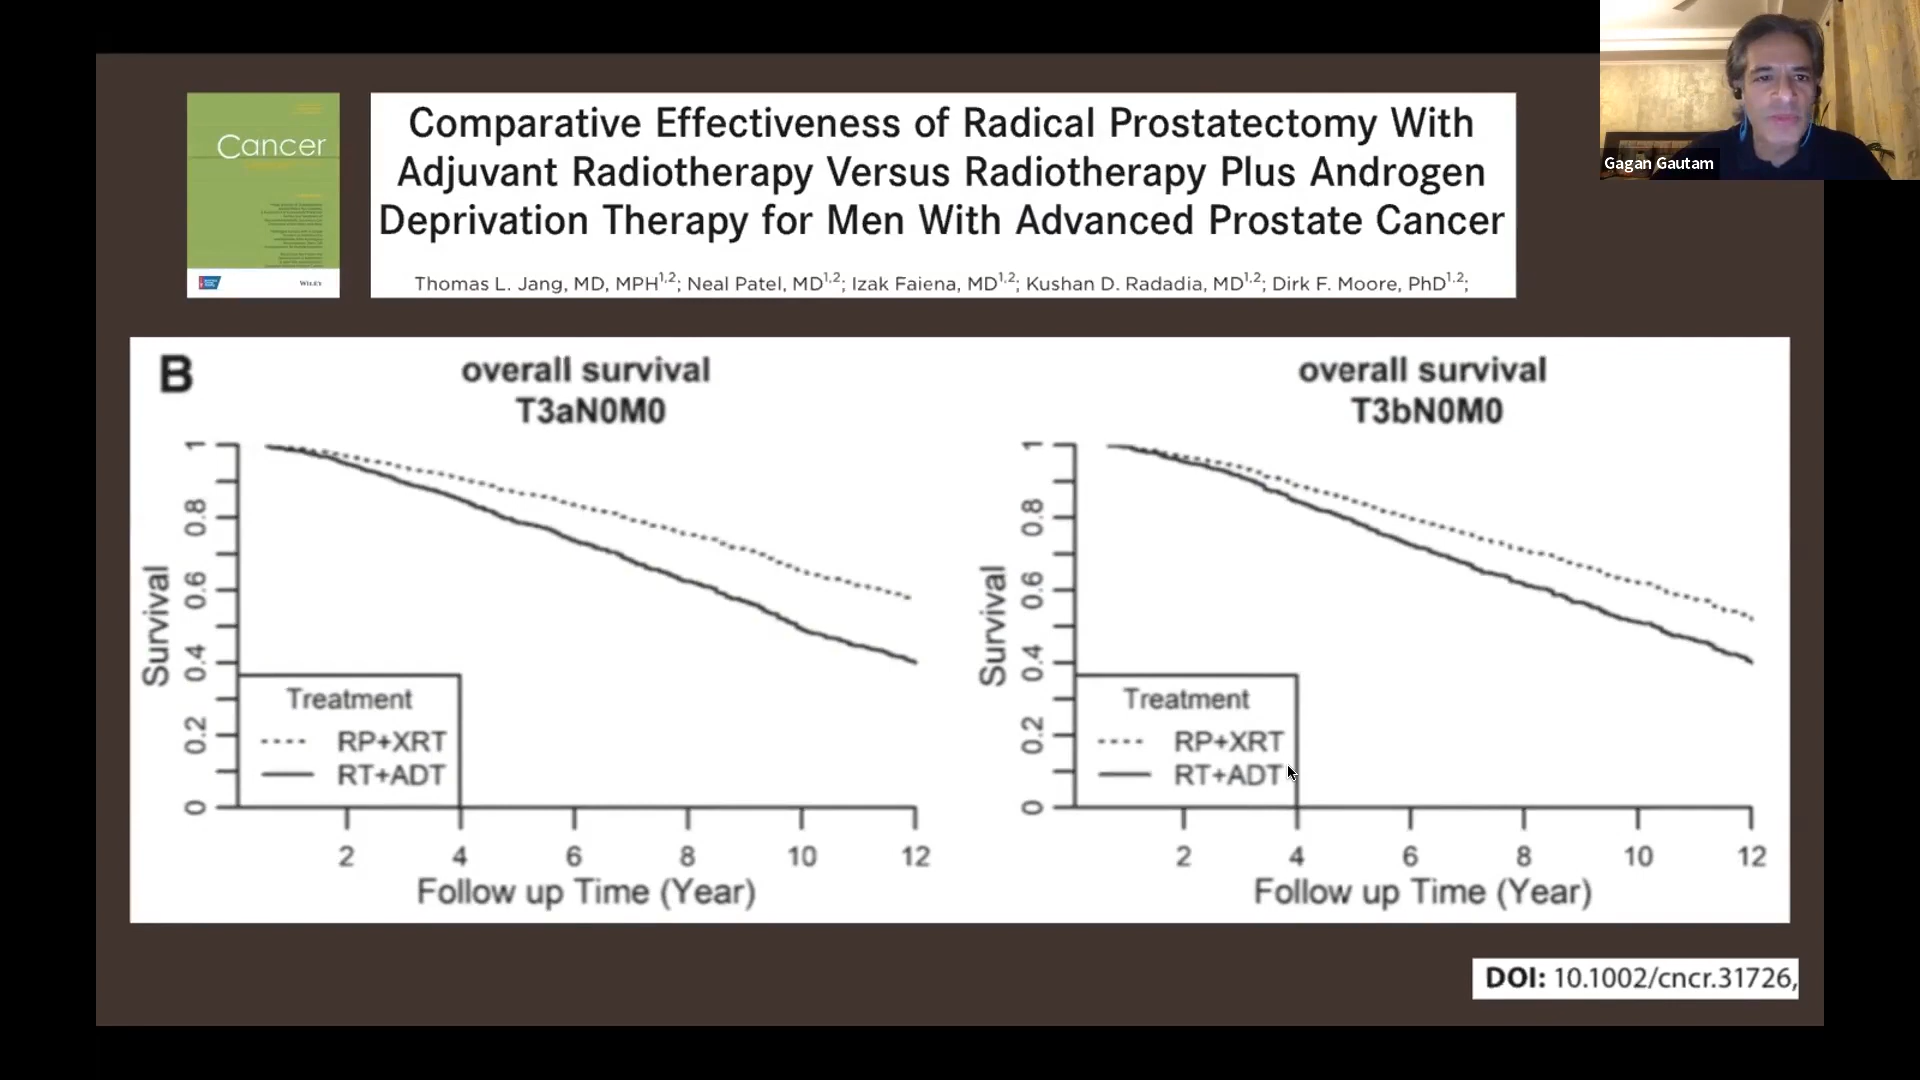 Cancer
WILEY
Comparative Effectiveness of Radical Prostatectomy With
Adjuvant Radiotherapy Versus Radiotherapy Plus Androgen
Deprivation Therapy for Men With Advanced Prostate Cancer
Thomas L. Jang, MD, MPH1,2; Neal Patel, MD1,2; Izak Faiena, MD1,2; Kushan D. Radadia, MD1,2; Dirk F. Moore, PhD1,2;
Gagan Gautam
B
overall survival
T3aN0M0
1
0.8
0.6
0.4
0.2
0
Survival
Treatment
RP+XRT
RT+ADT
2 4 6 8 10 12
Follow up Time (Year)
overall survival
T3bN0M0
1
0.8
0.6
0.4
0.2
0
Survival
Treatment
RP+XRT
RT+ADT
2 4 6 8 10 12
Follow up Time (Year)
DOI: 10.1002/cncr.31726,